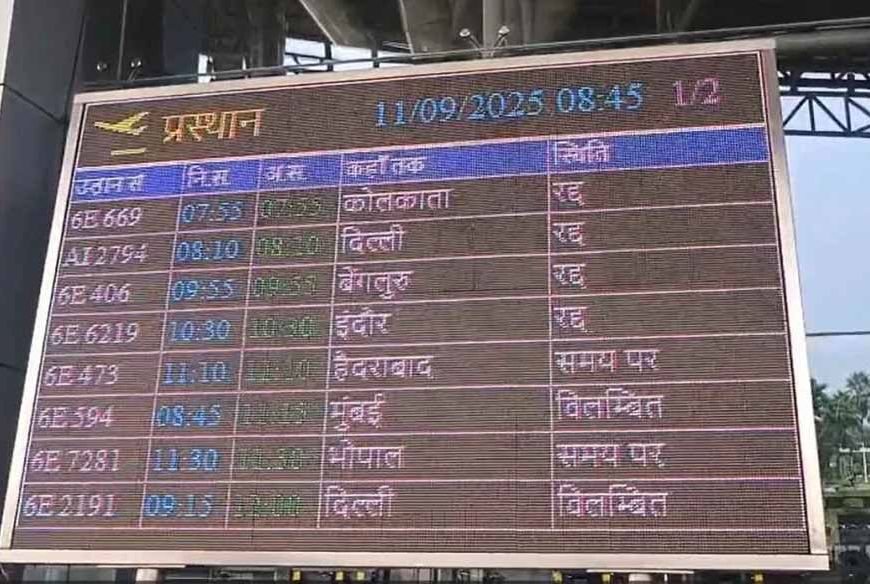 प्रस्थान 11/09/2025 08:45 1/2
उड़ान सं नि.स. अ.स. कहाँ तक स्थिति
6E 669 07:55 07:55 कोलकाता रद्द
AI 2794 08:10 08:10 दिल्ली रद्द
6E 406 09:55 09:55 बेंगलुरु रद्द
6E 6219 10:30 10:30 इंदौर रद्द
6E 473 11:10 11:10 हैदराबाद समय पर
6E 594 08:45 मुंबई विलम्बित
6E 7281 11:30 11:30 भोपाल समय पर
6E 2191 09:15 दिल्ली विलम्बित